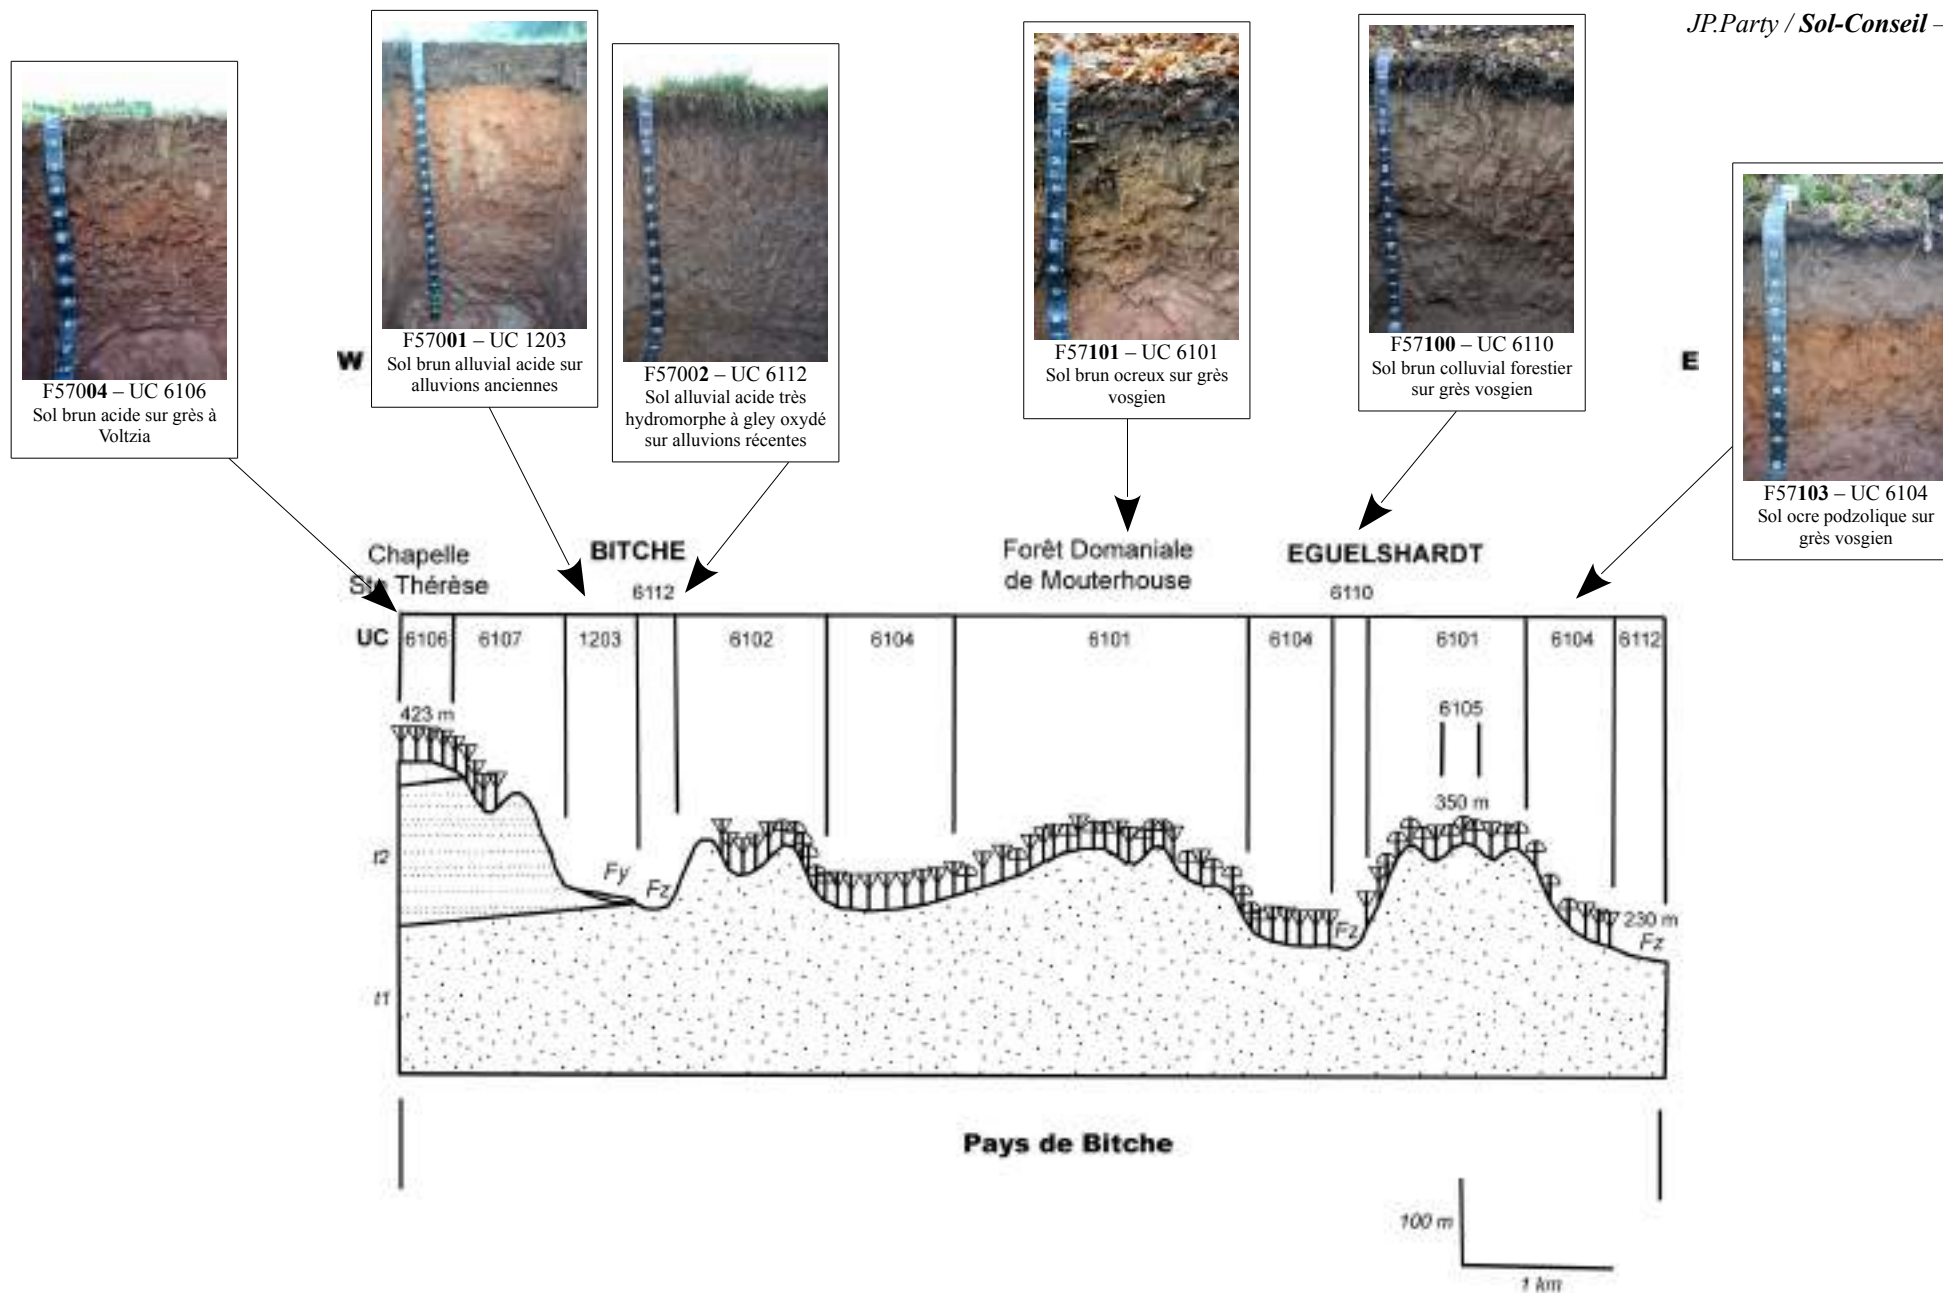 JP.Party / Sol-Conseil –
F57004 – UC 6106
Sol brun acide sur grès à
Voltzia
W
F57001 – UC 1203
Sol brun alluvial acide sur
alluvions anciennes
F57002 – UC 6112
Sol alluvial acide très
hydromorphe à gley oxydé
sur alluvions récentes
F57101 – UC 6101
Sol brun ocreux sur grès
vosgien
F57100 – UC 6110
Sol brun colluvial forestier
sur grès vosgien
E
F57103 – UC 6104
Sol ocre podzolique sur
grès vosgien
Chapelle
Ste Thérèse
BITCHE
6112
Forêt Domaniale
de Mouterhouse
EGUELSHARDT
6110
UC 6106 6107 1203 6102 6104 6101 6104 6101 6104 6112
6105
423 m
350 m
230 m
t2
Fy
Fz
Fz
Fz
t1
Pays de Bitche
100 m
1 km